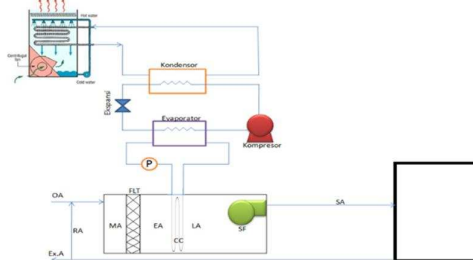 Hot water
Centrifugal
fan
Cold water
Kondensor
Ekspansi
Evaporator
Kompresor
P
FLT
OA
SA
MA
EA
LA
SF
RA
CC
Ex.A